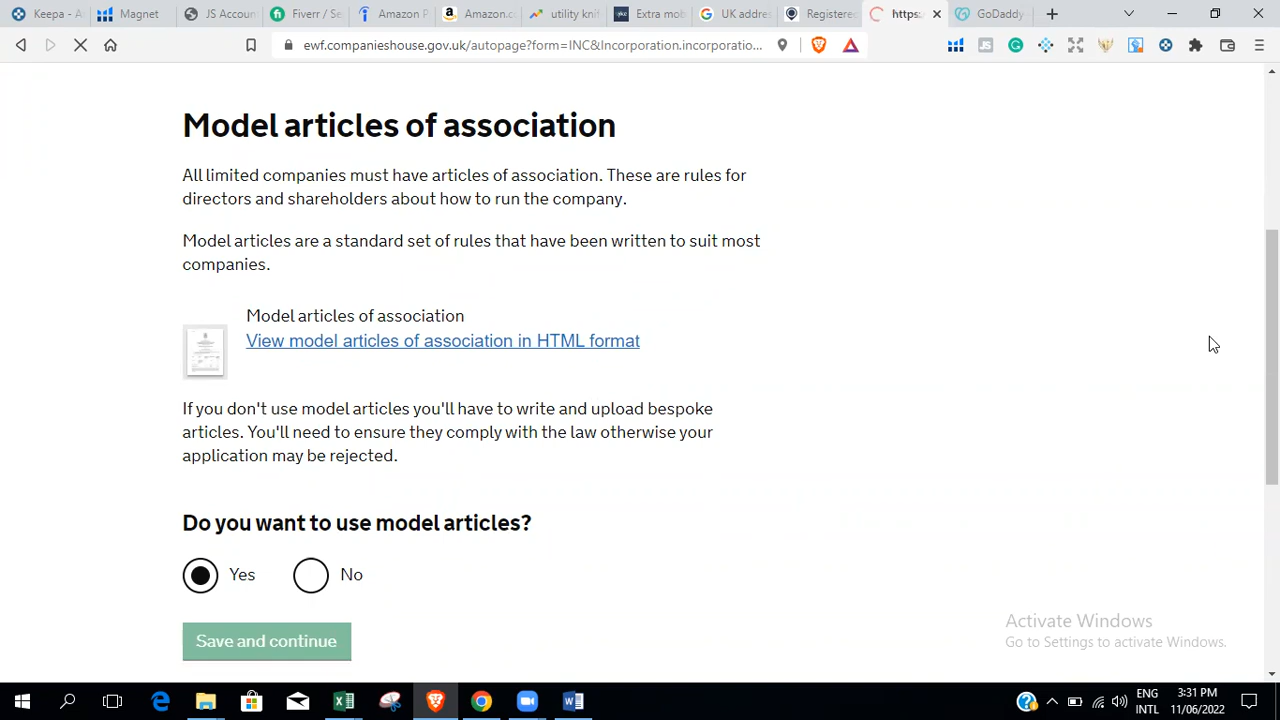 Keepa - A
Magnet
JS Accoun
Fiverr / Se
Amazon P
Amazon.c
utility knif
Extra mob
UK addres
Registered
https:
GoDaddy
ewf.companieshouse.gov.uk/autopage?form=INC&Incorporation.incorporatio...
Model articles of association
All limited companies must have articles of association. These are rules for
directors and shareholders about how to run the company.
Model articles are a standard set of rules that have been written to suit most
companies.
Model articles of association
View model articles of association in HTML format
If you don't use model articles you'll have to write and upload bespoke
articles. You'll need to ensure they comply with the law otherwise your
application may be rejected.
Do you want to use model articles?
Yes No
Save and continue
Activate Windows
Go to Settings to activate Windows.
ENG
INTL
3:31 PM
11/06/2022